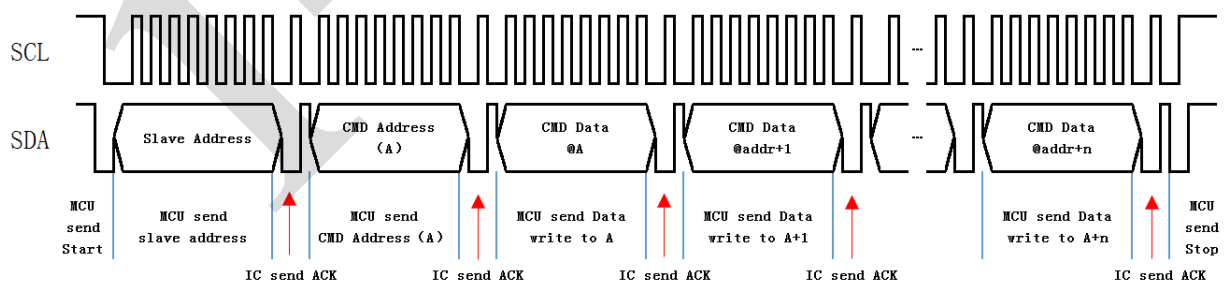 SCL
...
SDA
Slave Address
CMD Address
(A)
CMD Data
@A
CMD Data
@addr+1
...
CMD Data
@addr+n
MCU
send
Start
MCU send
slave address
MCU send
CMD Address (A)
MCU send Data
write to A
MCU send Data
write to A+1
MCU send Data
write to A+n
MCU
send
Stop
IC send ACK
IC send ACK
IC send ACK
IC send ACK
IC send ACK